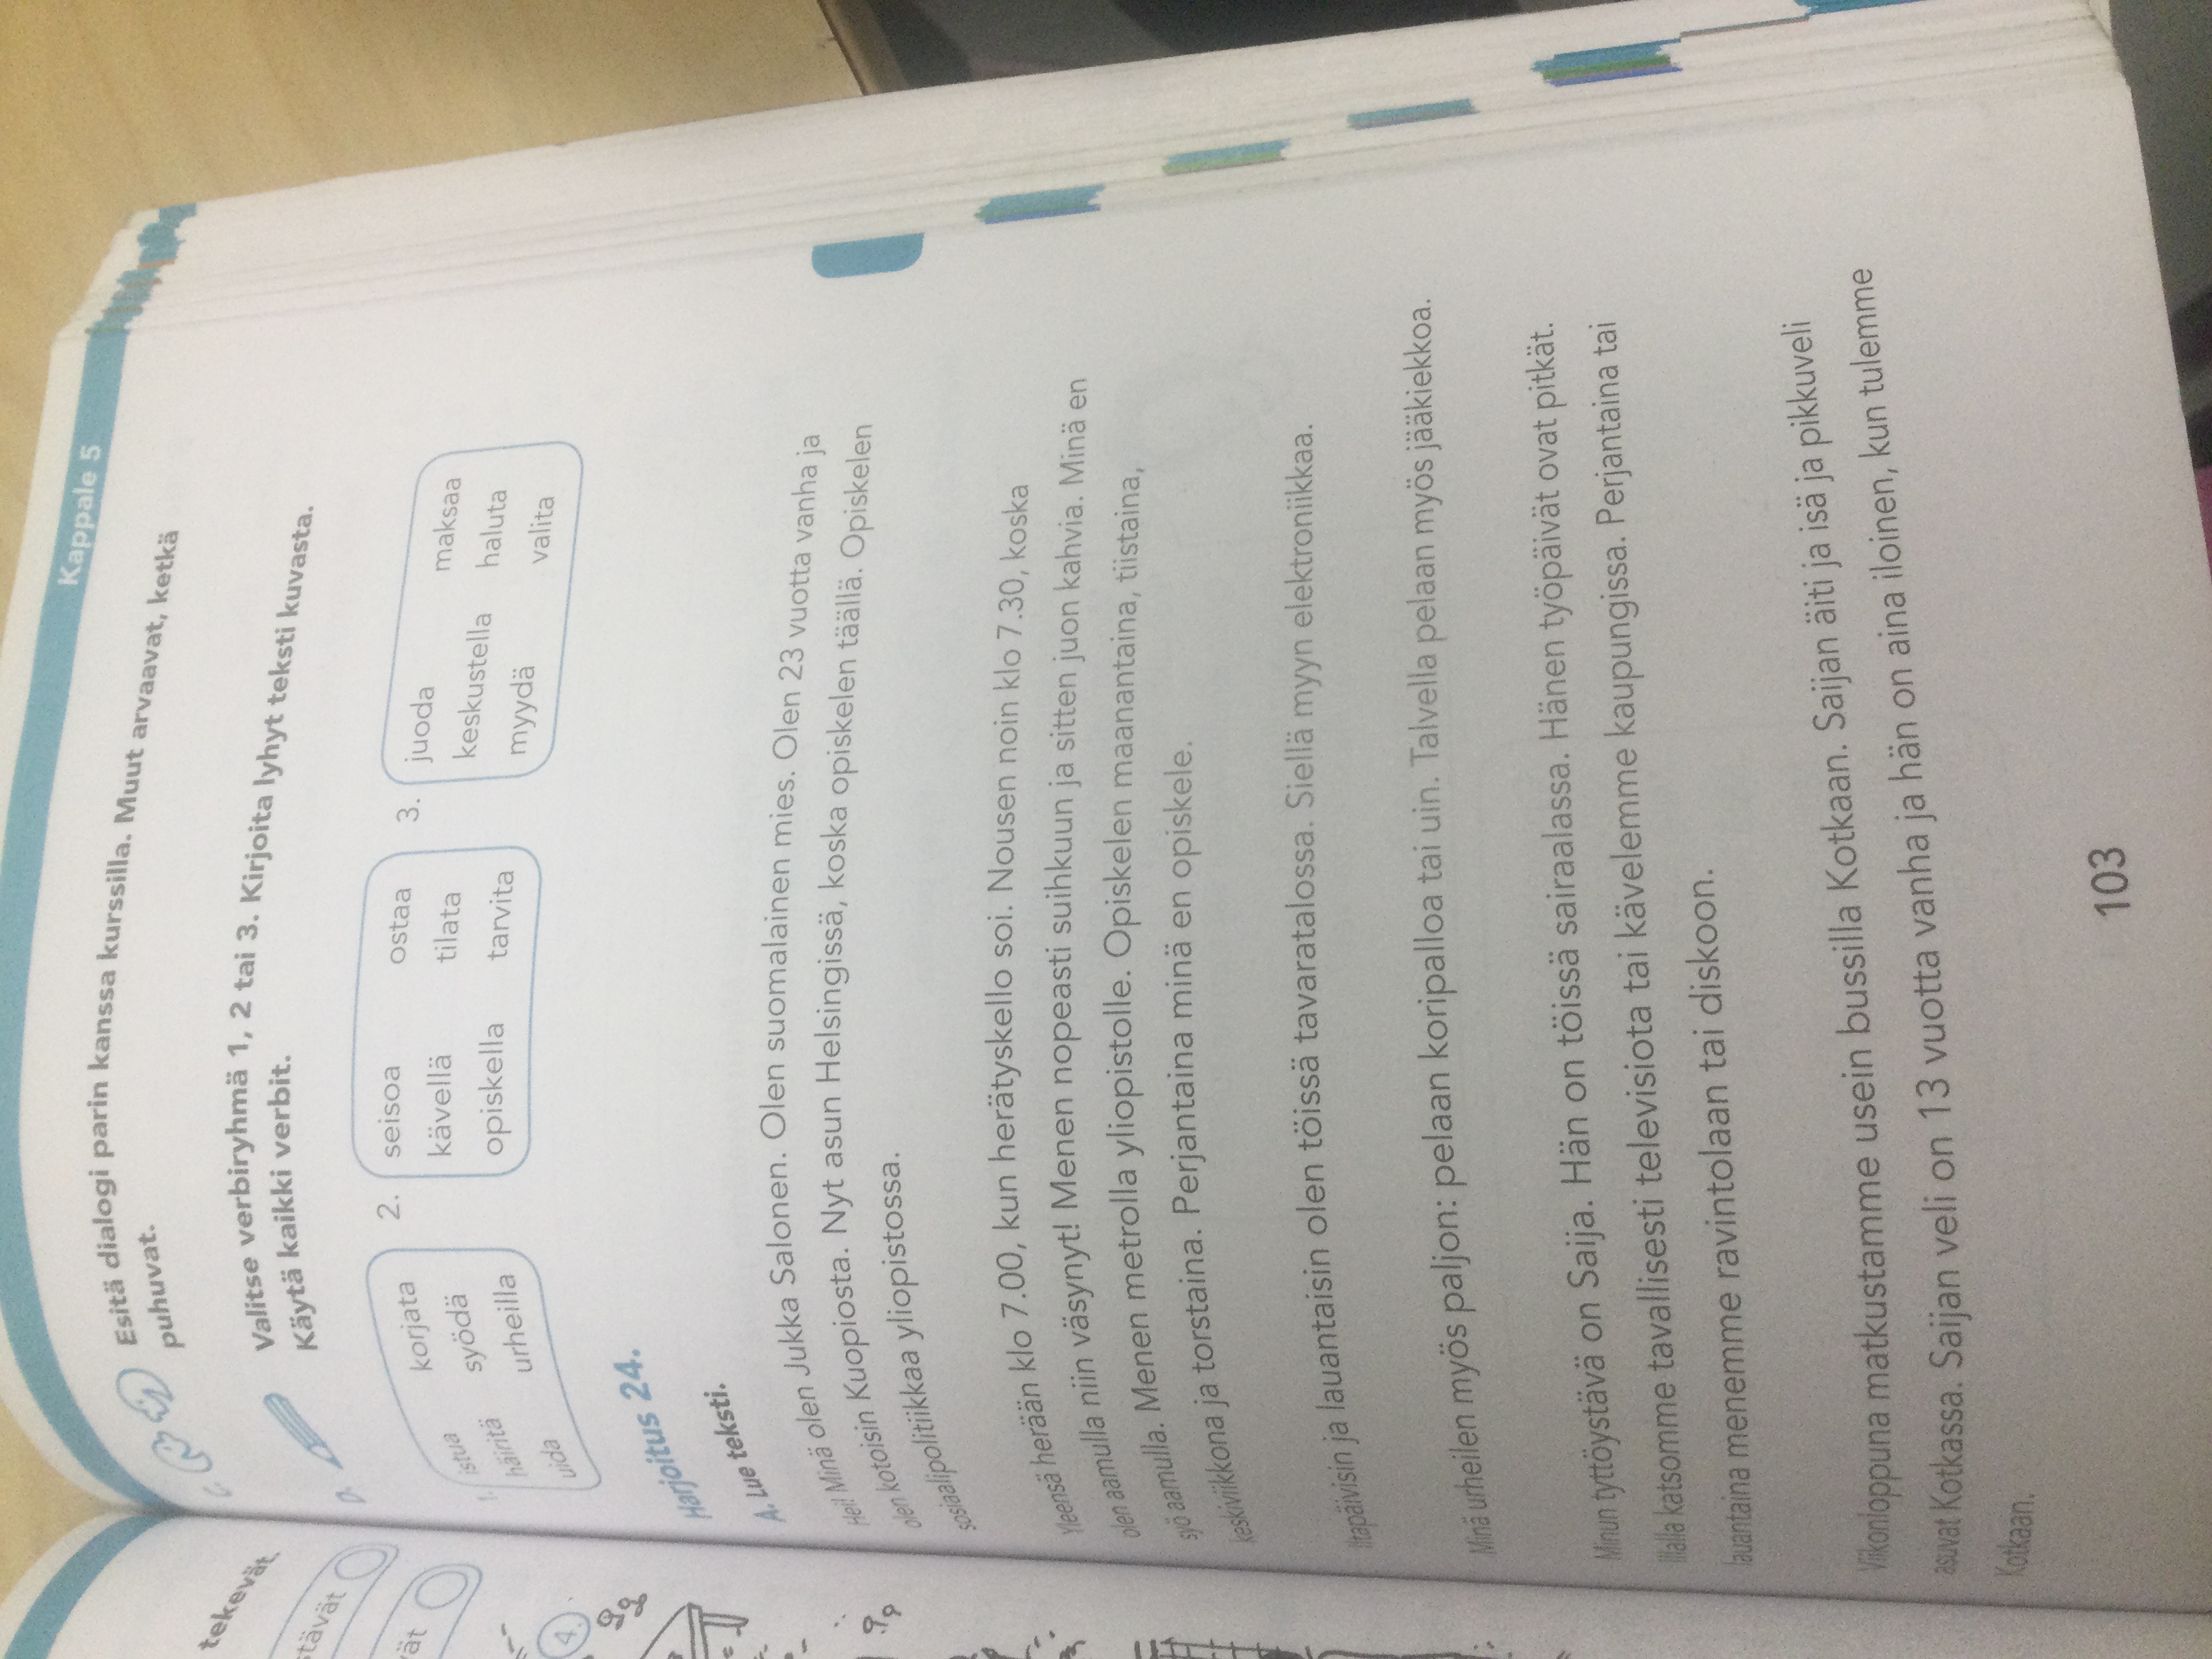 Kappale 5
tekevät.
stävät
vät
4.
C. Esitä dialogi parin kanssa kurssilla. Muut arvaavat, ketkä
puhuvat.
D. Valitse verbiryhmä 1, 2 tai 3. Kirjoita lyhyt teksti kuvasta.
Käytä kaikki verbit.
1. istua korjata
häiritä syödä
uida urheilla
2. seisoa ostaa
kävellä tilata
opiskella tarvita
3. juoda maksaa
keskustella haluta
myydä valita
Harjoitus 24.
A. Lue teksti.
Hei! Minä olen Jukka Salonen. Olen suomalainen mies. Olen 23 vuotta vanha ja
olen kotoisin Kuopiosta. Nyt asun Helsingissä, koska opiskelen täällä. Opiskelen
sosiaalipolitiikkaa yliopistossa.
Yleensä herään klo 7.00, kun herätyskello soi. Nousen noin klo 7.30, koska
olen aamulla niin väsynyt! Menen nopeasti suihkuun ja sitten juon kahvia. Minä en
syö aamulla. Menen metrolla yliopistolle. Opiskelen maanantaina, tiistaina,
keskiviikkona ja torstaina. Perjantaina minä en opiskele.
Iltapäivisin ja lauantaisin olen töissä tavaratalossa. Siellä myyn elektroniikkaa.
Minä urheilen myös paljon: pelaan koripalloa tai uin. Talvella pelaan myös jääkiekkoa.
Minun tyttöystävä on Saija. Hän on töissä sairaalassa. Hänen työpäivät ovat pitkät.
Illalla katsomme tavallisesti televisiota tai kävelemme kaupungissa. Perjantaina tai
lauantaina menemme ravintolaan tai diskoon.
Viikonloppuna matkustamme usein bussilla Kotkaan. Saijan äiti ja isä ja pikkuveli
asuvat Kotkassa. Saijan veli on 13 vuotta vanha ja hän on aina iloinen, kun tulemme
Kotkaan.
103